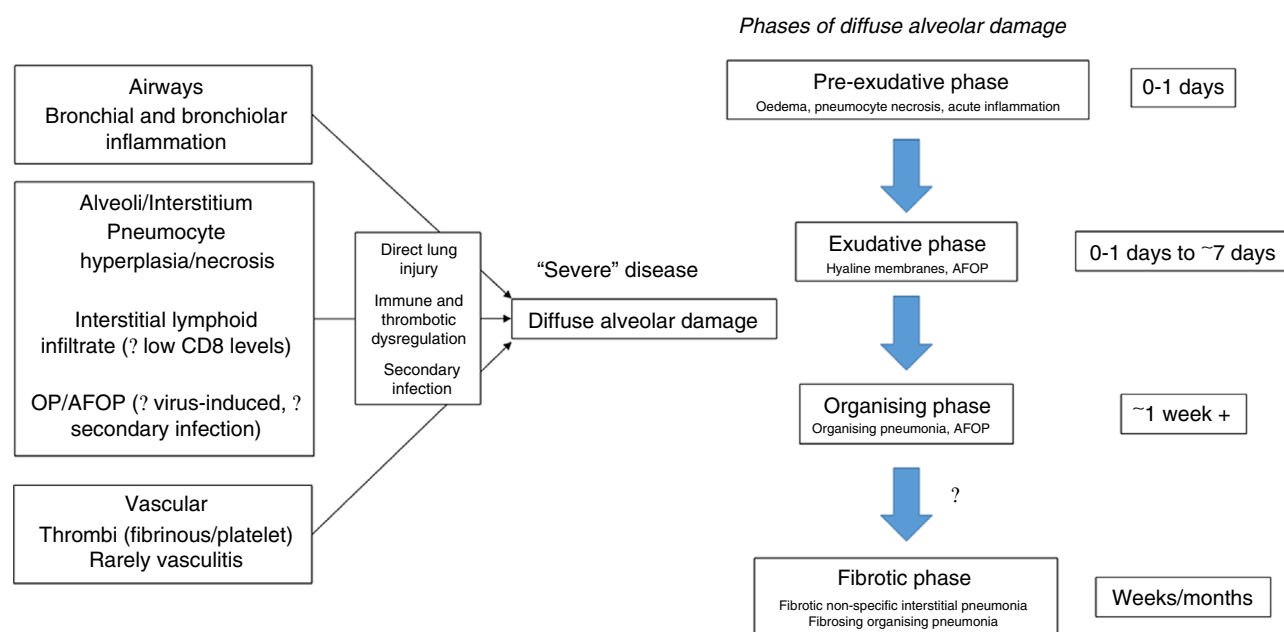 Phases of diffuse alveolar damage
Airways
Bronchial and bronchiolar
inflammation
Alveoli/Interstitium
Pneumocyte
hyperplasia/necrosis
Interstitial lymphoid
infiltrate (? low CD8 levels)
OP/AFOP (? virus-induced, ?
secondary infection)
Vascular
Thrombi (fibrinous/platelet)
Rarely vasculitis
Direct lung
injury
Immune and
thrombotic
dysregulation
Secondary
infection
“Severe” disease
Diffuse alveolar damage
Pre-exudative phase
Oedema, pneumocyte necrosis, acute inflammation
0-1 days
Exudative phase
Hyaline membranes, AFOP
0-1 days to ~7 days
Organising phase
Organising pneumonia, AFOP
~1 week +
?
Fibrotic phase
Fibrotic non-specific interstitial pneumonia
Fibrosing organising pneumonia
Weeks/months